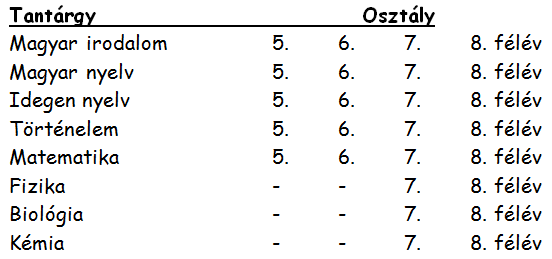 Tantárgy Osztály
Magyar irodalom 5. 6. 7. 8. félév
Magyar nyelv 5. 6. 7. 8. félév
Idegen nyelv 5. 6. 7. 8. félév
Történelem 5. 6. 7. 8. félév
Matematika 5. 6. 7. 8. félév
Fizika - - 7. 8. félév
Biológia - - 7. 8. félév
Kémia - - 7. 8. félév